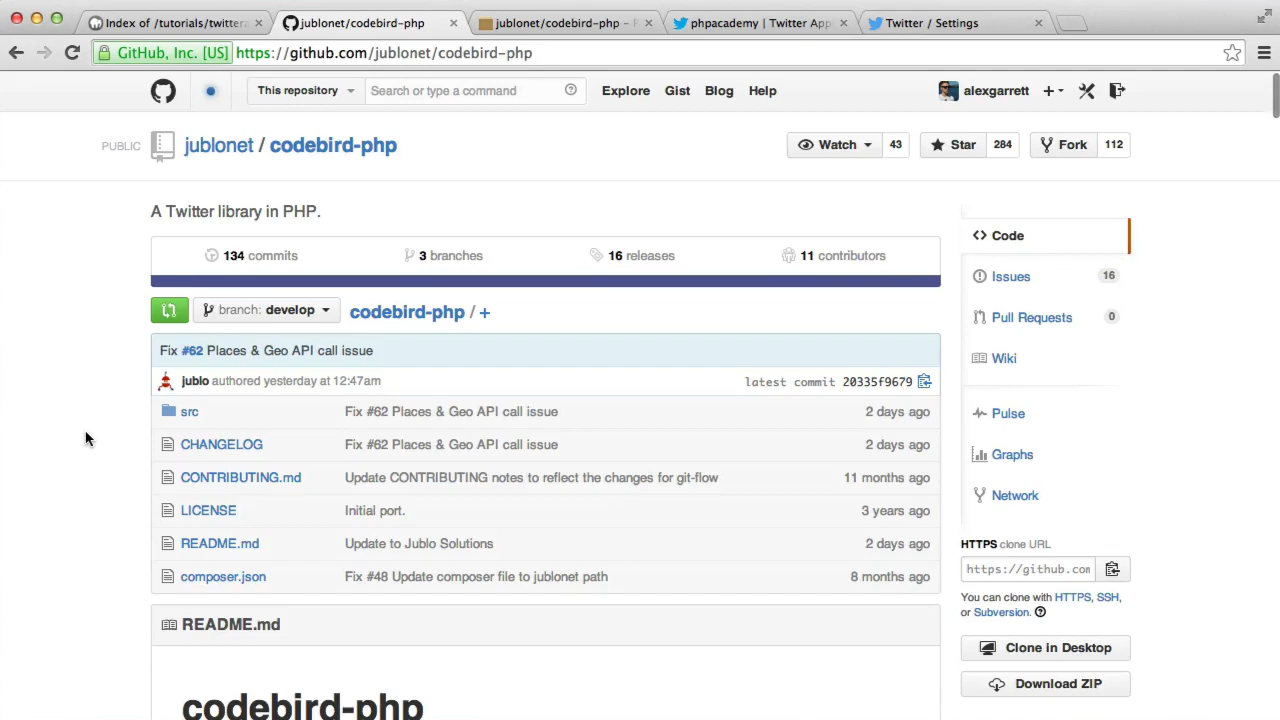 Index of /tutorials/twittera
jublonet/codebird-php
jublonet/codebird-php – P
phpacademy | Twitter App
Twitter / Settings
GitHub, Inc. [US] https://github.com/jublonet/codebird-php
This repository
Search or type a command
Explore Gist Blog Help
alexgarrett
PUBLIC jublonet / codebird-php
Watch 43
Star 284
Fork 112
A Twitter library in PHP.
134 commits
3 branches
16 releases
11 contributors
branch: develop
codebird-php / +
Fix #62 Places & Geo API call issue
jublo authored yesterday at 12:47am
latest commit 20335f9679
src Fix #62 Places & Geo API call issue 2 days ago
CHANGELOG Fix #62 Places & Geo API call issue 2 days ago
CONTRIBUTING.md Update CONTRIBUTING notes to reflect the changes for git-flow 11 months ago
LICENSE Initial port. 3 years ago
README.md Update to Jublo Solutions 2 days ago
composer.json Fix #48 Update composer file to jublonet path 8 months ago
README.md
codebird-php
Code
Issues 16
Pull Requests 0
Wiki
Pulse
Graphs
Network
HTTPS clone URL
https://github.com
You can clone with HTTPS, SSH,
or Subversion.
Clone in Desktop
Download ZIP